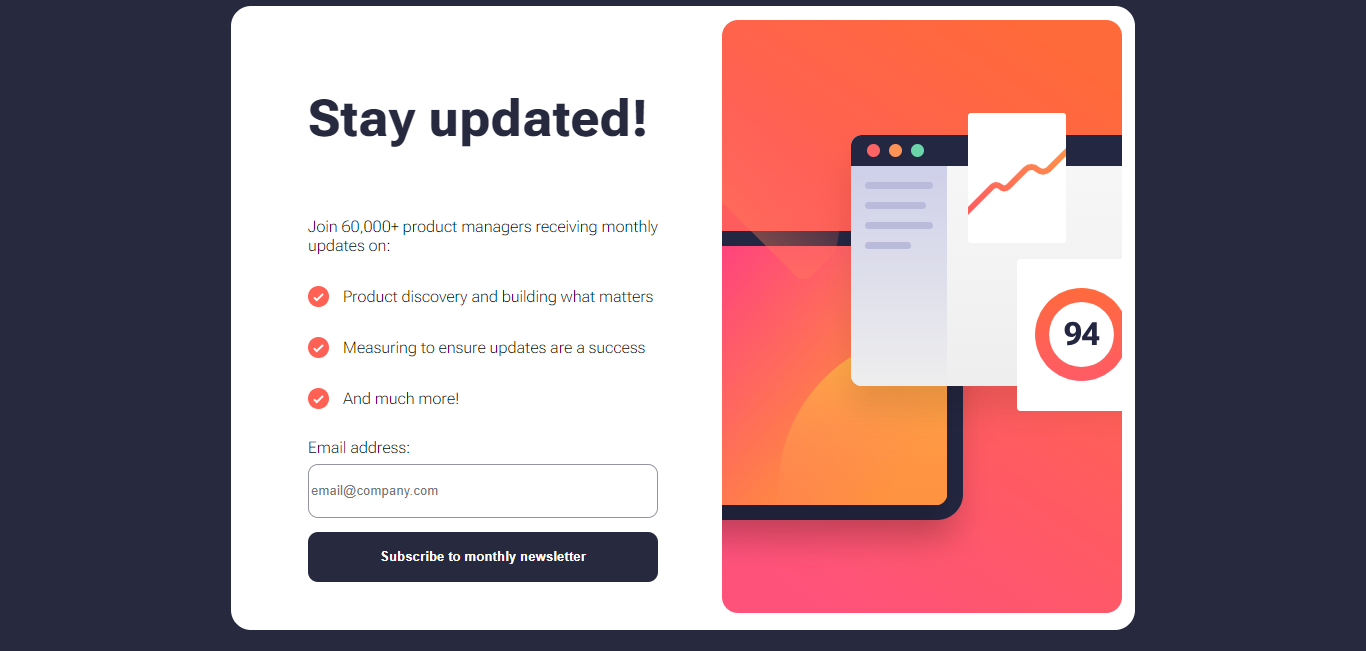 Stay updated!
Join 60,000+ product managers receiving monthly
updates on:
Product discovery and building what matters
Measuring to ensure updates are a success
And much more!
Email address:
email@company.com
Subscribe to monthly newsletter
94